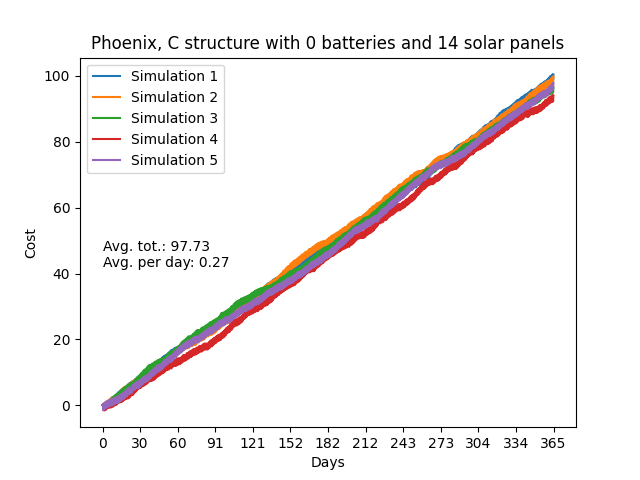 Phoenix, C structure with 0 batteries and 14 solar panels
100
80
60
40
20
0
Cost
Simulation 1
Simulation 2
Simulation 3
Simulation 4
Simulation 5
Avg. tot.: 97.73
Avg. per day: 0.27
0 30 60 91 121 152 182 212 243 273 304 334 365
Days